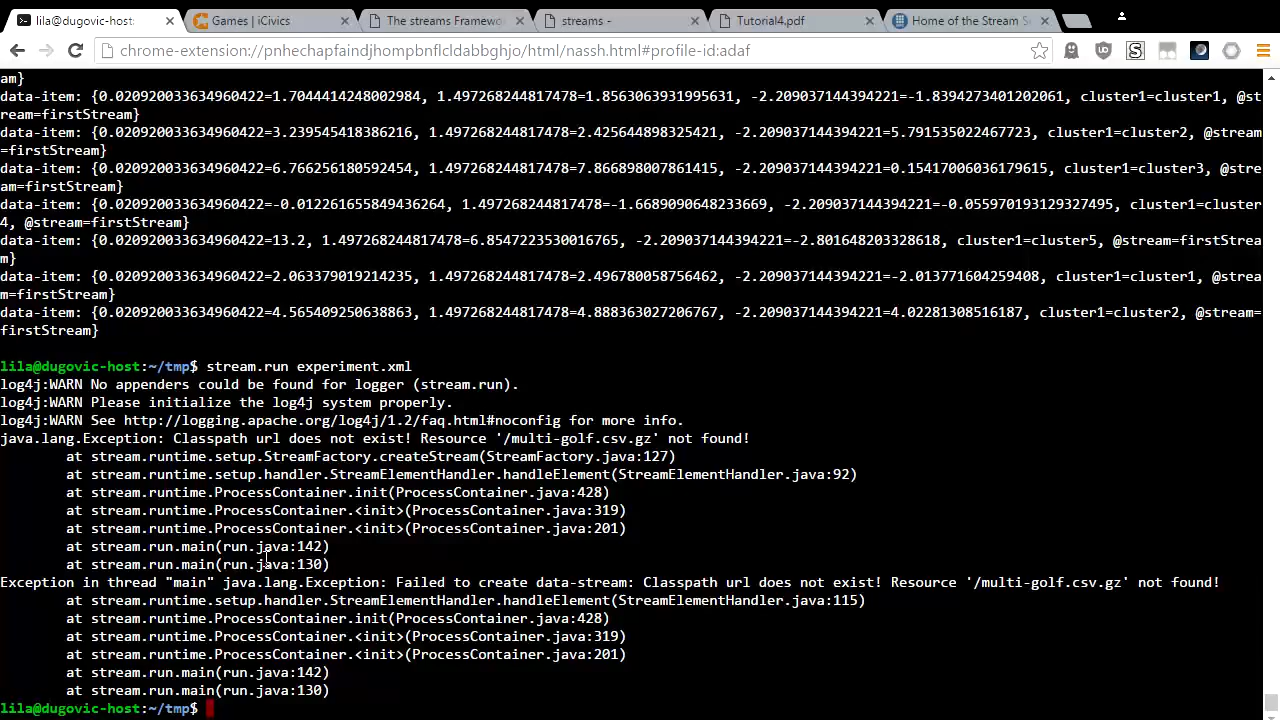 lila@dugovic-host:
Games | iCivics
The streams Framewo
streams -
Tutorial4.pdf
Home of the Stream S
chrome-extension://pnhechapfaindjhompbnflcldabbghjo/html/nassh.html#profile-id:adaf
am}
data-item: {0.020920033634960422=1.7044414248002984, 1.497268244817478=1.8563063931995631, -2.209037144394221=-1.8394273401202061, cluster1=cluster1, @st
ream=firstStream}
data-item: {0.020920033634960422=3.239545418386216, 1.497268244817478=2.425644898325421, -2.209037144394221=5.791535022467723, cluster1=cluster2, @stream
=firstStream}
data-item: {0.020920033634960422=6.766256180592454, 1.497268244817478=7.866898007861415, -2.209037144394221=0.15417006036179615, cluster1=cluster3, @stre
am=firstStream}
data-item: {0.020920033634960422=-0.012261655849436264, 1.497268244817478=-1.6689090648233669, -2.209037144394221=-0.055970193129327495, cluster1=cluster
4, @stream=firstStream}
data-item: {0.020920033634960422=13.2, 1.497268244817478=6.8547223530016765, -2.209037144394221=-2.801648203328618, cluster1=cluster5, @stream=firstStrea
m}
data-item: {0.020920033634960422=2.063379019214235, 1.497268244817478=2.496780058756462, -2.209037144394221=-2.013771604259408, cluster1=cluster1, @strea
m=firstStream}
data-item: {0.020920033634960422=4.565409250638863, 1.497268244817478=4.888363027206767, -2.209037144394221=4.02281308516187, cluster1=cluster2, @stream=
firstStream}
lila@dugovic-host:~/tmp$ stream.run experiment.xml
log4j:WARN No appenders could be found for logger (stream.run).
log4j:WARN Please initialize the log4j system properly.
log4j:WARN See http://logging.apache.org/log4j/1.2/faq.html#noconfig for more info.
java.lang.Exception: Classpath url does not exist! Resource '/multi-golf.csv.gz' not found!
at stream.runtime.setup.StreamFactory.createStream(StreamFactory.java:127)
at stream.runtime.setup.handler.StreamElementHandler.handleElement(StreamElementHandler.java:92)
at stream.runtime.ProcessContainer.init(ProcessContainer.java:428)
at stream.runtime.ProcessContainer.<init>(ProcessContainer.java:319)
at stream.runtime.ProcessContainer.<init>(ProcessContainer.java:201)
at stream.run.main(run.java:142)
at stream.run.main(run.java:130)
Exception in thread "main" java.lang.Exception: Failed to create data-stream: Classpath url does not exist! Resource '/multi-golf.csv.gz' not found!
at stream.runtime.setup.handler.StreamElementHandler.handleElement(StreamElementHandler.java:115)
at stream.runtime.ProcessContainer.init(ProcessContainer.java:428)
at stream.runtime.ProcessContainer.<init>(ProcessContainer.java:319)
at stream.runtime.ProcessContainer.<init>(ProcessContainer.java:201)
at stream.run.main(run.java:142)
at stream.run.main(run.java:130)
lila@dugovic-host:~/tmp$